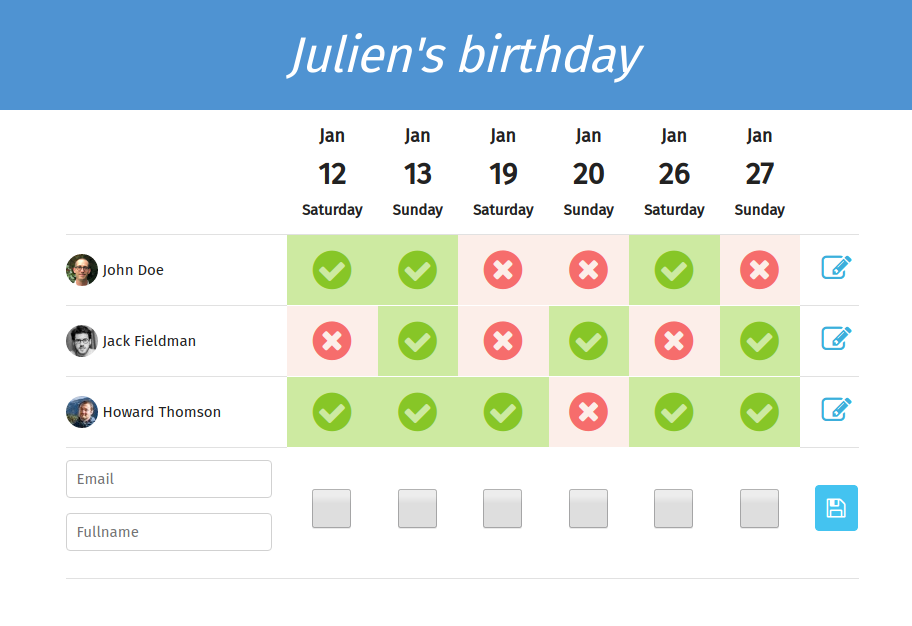 Julien's birthday
Jan Jan Jan Jan Jan Jan
12 13 19 20 26 27
Saturday Sunday Saturday Sunday Saturday Sunday
John Doe
Jack Fieldman
Howard Thomson
Email
Fullname